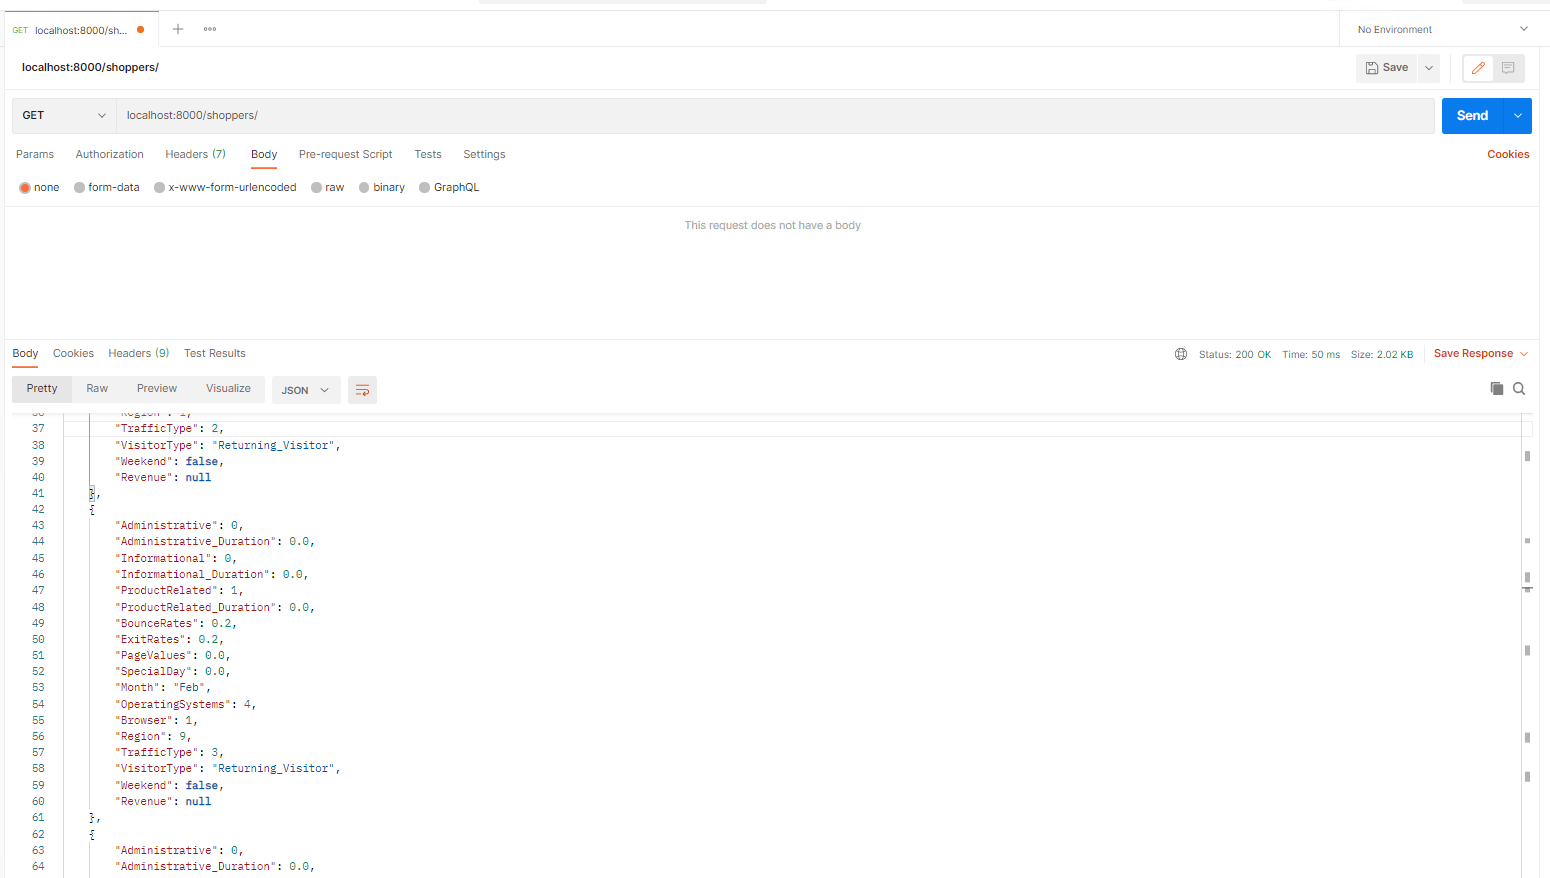 GET localhost:8000/sh...
No Environment
localhost:8000/shoppers/
Save
GET localhost:8000/shoppers/
Send
Params Authorization Headers (7) Body Pre-request Script Tests Settings
Cookies
none form-data x-www-form-urlencoded raw binary GraphQL
This request does not have a body
Body Cookies Headers (9) Test Results
Status: 200 OK Time: 50 ms Size: 2.02 KB Save Response
Pretty Raw Preview Visualize JSON
36 "Region": 1,
37 "TrafficType": 2,
38 "VisitorType": "Returning_Visitor",
39 "Weekend": false,
40 "Revenue": null
41 },
42 {
43 "Administrative": 0,
44 "Administrative_Duration": 0.0,
45 "Informational": 0,
46 "Informational_Duration": 0.0,
47 "ProductRelated": 1,
48 "ProductRelated_Duration": 0.0,
49 "BounceRates": 0.2,
50 "ExitRates": 0.2,
51 "PageValues": 0.0,
52 "SpecialDay": 0.0,
53 "Month": "Feb",
54 "OperatingSystems": 4,
55 "Browser": 1,
56 "Region": 9,
57 "TrafficType": 3,
58 "VisitorType": "Returning_Visitor",
59 "Weekend": false,
60 "Revenue": null
61 },
62 {
63 "Administrative": 0,
64 "Administrative_Duration": 0.0,